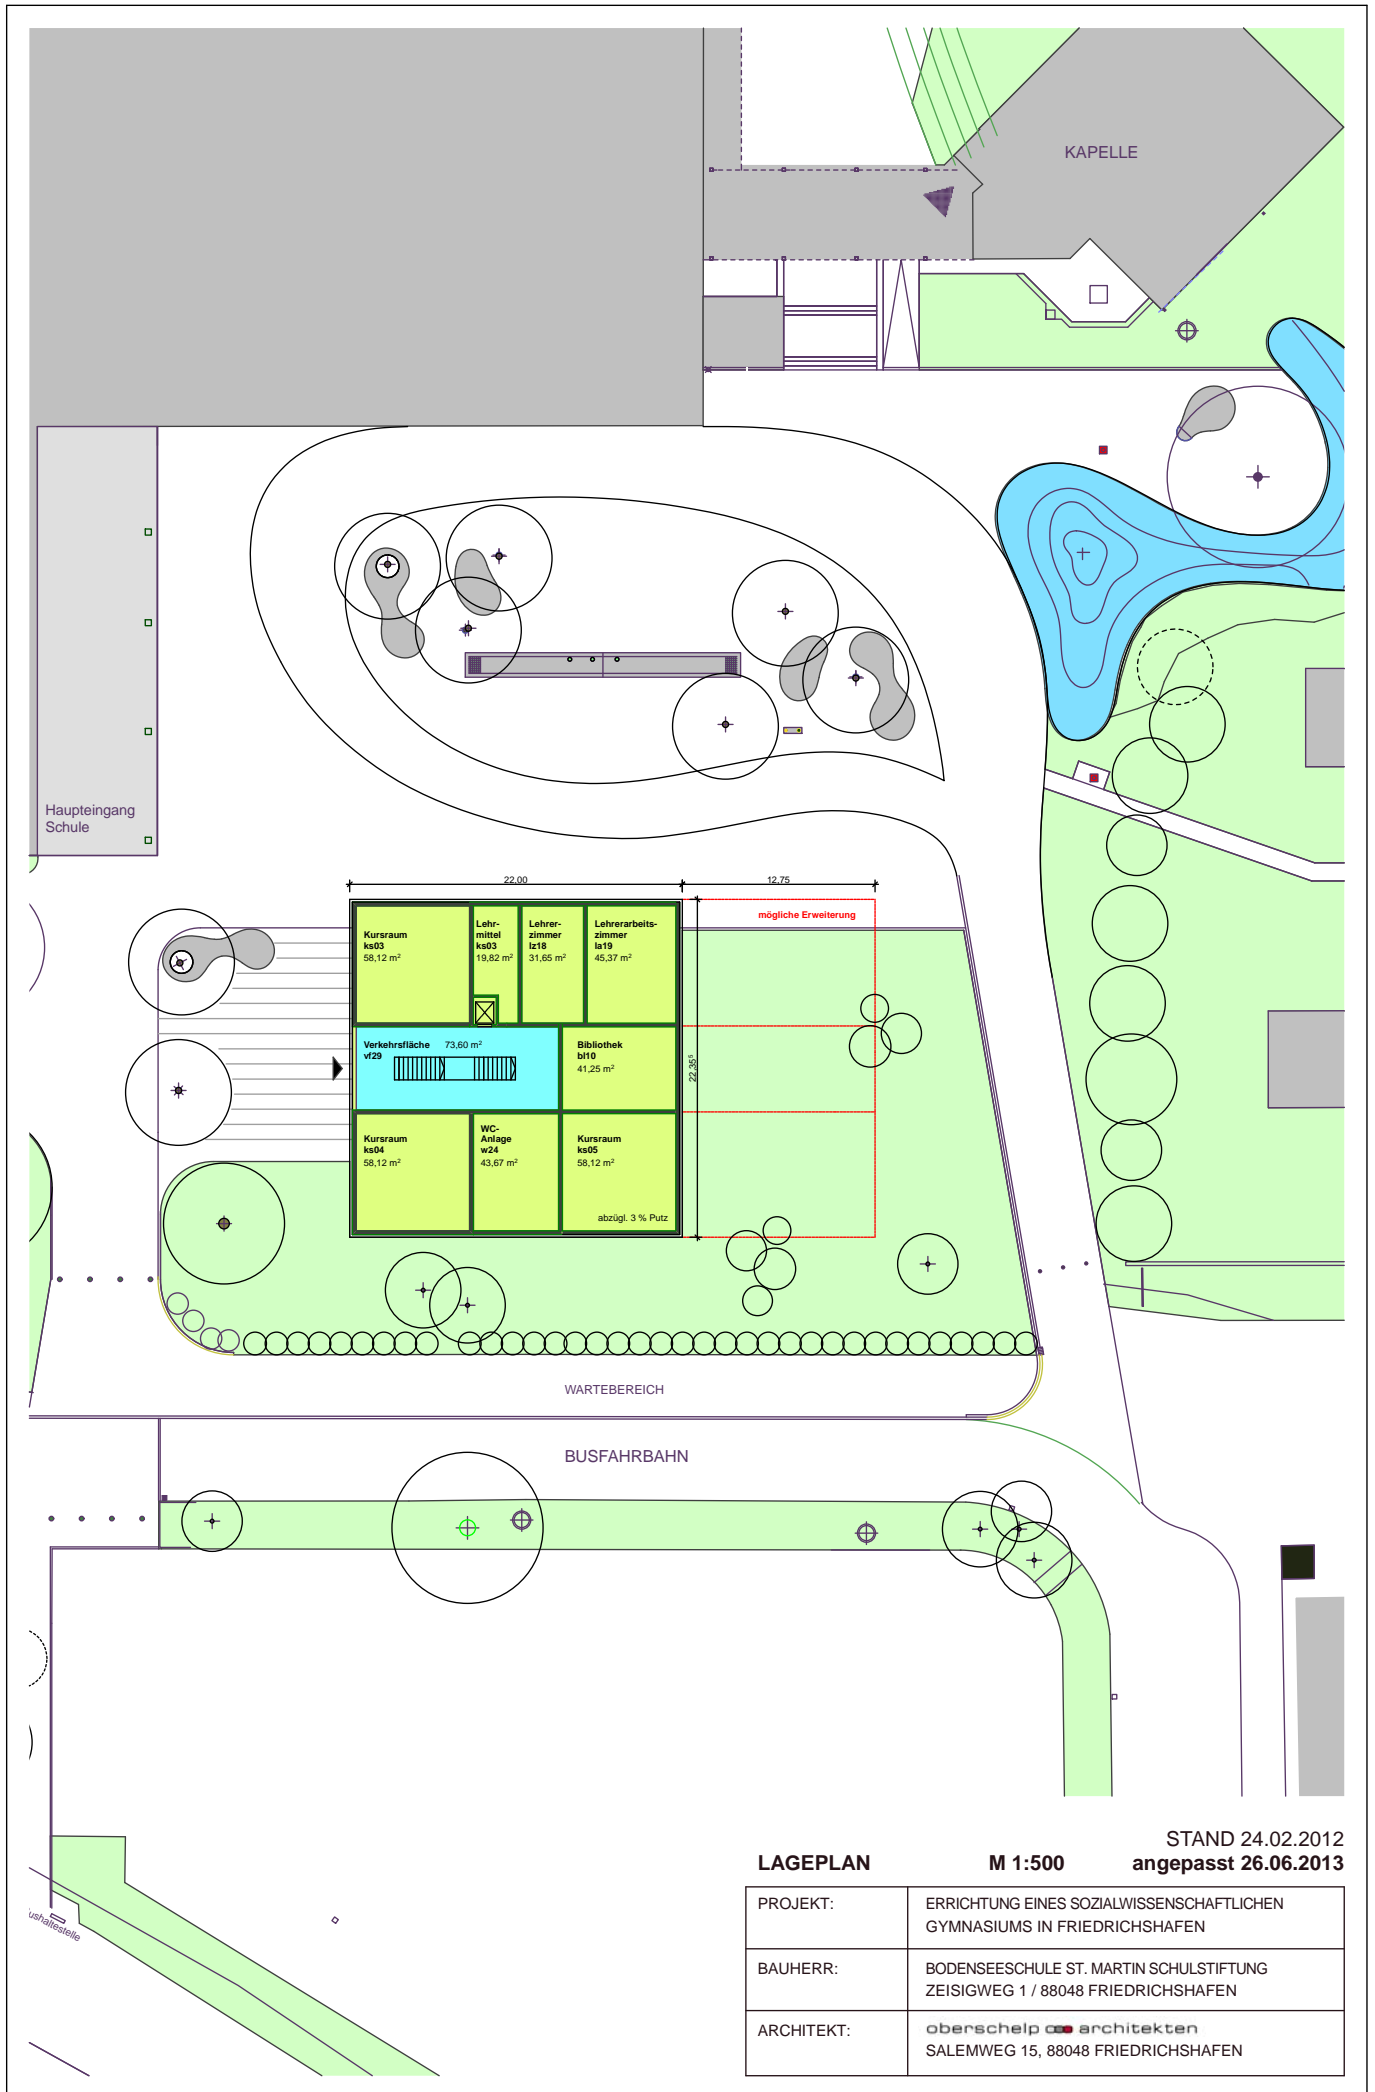 KAPELLE
Haupteingang
Schule
22,00
12,75
mögliche Erweiterung
Kursraum
ks03
58,12 m²
Lehr-
mittel
ks03
19,82 m²
Lehrer-
zimmer
lz18
31,65 m²
Lehrerarbeits-
zimmer
la19
45,37 m²
Verkehrsfläche 73,60 m²
vf29
Bibliothek
bl10
41,25 m²
22,35⁵
Kursraum
ks04
58,12 m²
WC-
Anlage
w24
43,67 m²
Kursraum
ks05
58,12 m²
abzügl. 3 % Putz
WARTEBEREICH
BUSFAHRBAHN
ushaltestelle
STAND 24.02.2012
LAGEPLAN M 1:500 angepasst 26.06.2013
PROJEKT: ERRICHTUNG EINES SOZIALWISSENSCHAFTLICHEN
GYMNASIUMS IN FRIEDRICHSHAFEN
BAUHERR: BODENSEESCHULE ST. MARTIN SCHULSTIFTUNG
ZEISIGWEG 1 / 88048 FRIEDRICHSHAFEN
ARCHITEKT: oberschelp architekten
SALEMWEG 15, 88048 FRIEDRICHSHAFEN